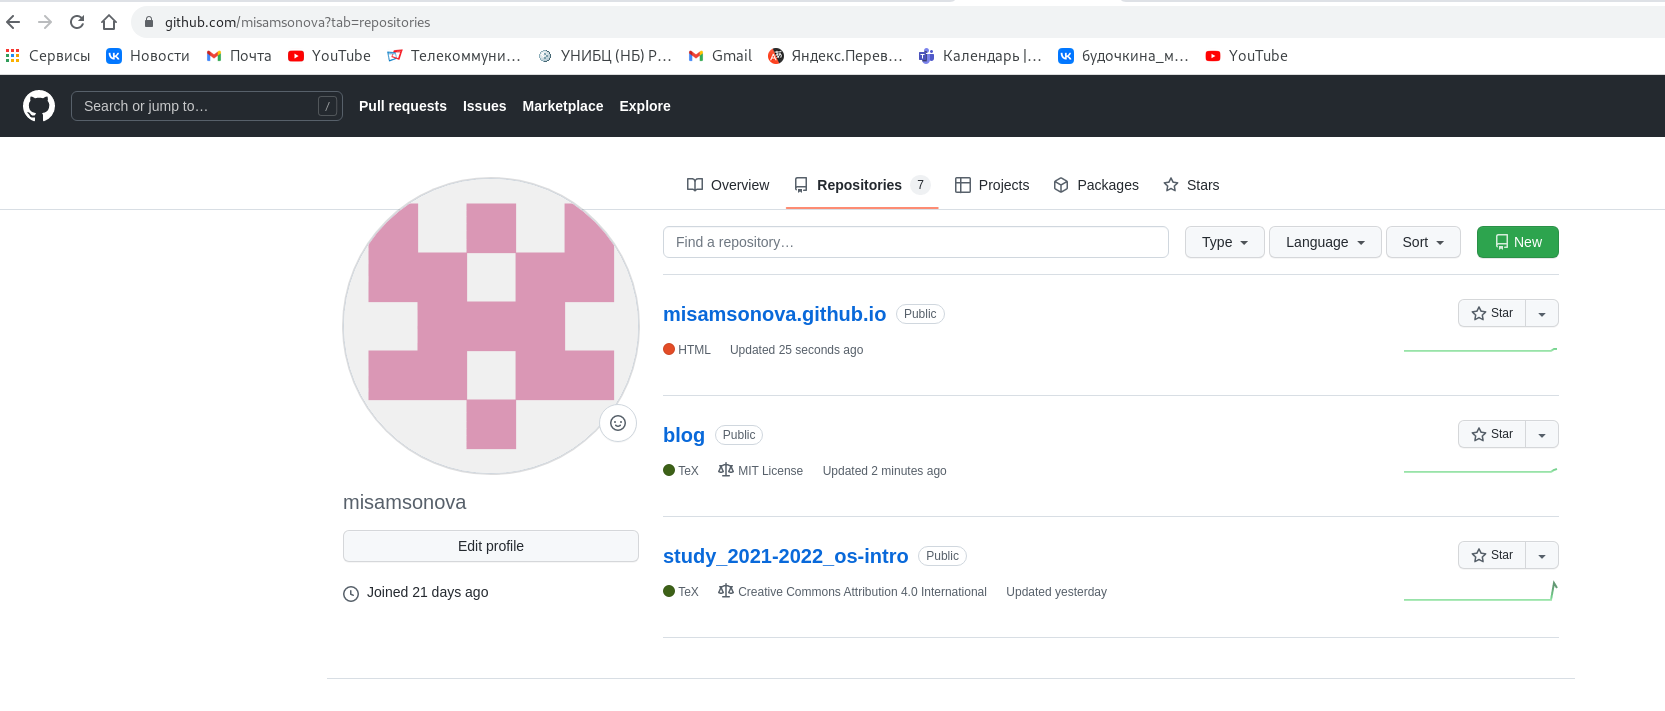 github.com/misamsonova?tab=repositories
Сервисы Новости Почта YouTube Телекоммуни... УНИБЦ (НБ) Р... Gmail Яндекс.Перев... Календарь |... будочкина_м... YouTube
Search or jump to… / Pull requests Issues Marketplace Explore
Overview Repositories 7 Projects Packages Stars
Find a repository… Type Language Sort New
misamsonova.github.io Public Star
HTML Updated 25 seconds ago
blog Public Star
TeX MIT License Updated 2 minutes ago
misamsonova
Edit profile
study_2021-2022_os-intro Public Star
Joined 21 days ago
TeX Creative Commons Attribution 4.0 International Updated yesterday